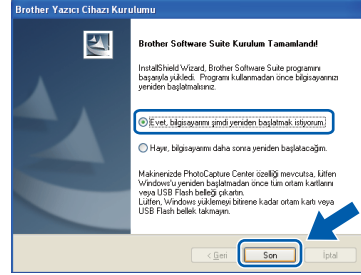 Brother Yazıcı Cihazı Kurulumu
Brother Software Suite Kurulum Tamamlandı!
InstallShield Wizard, Brother Software Suite programını
başarıyla yükledi. Programı kullanmadan önce bilgisayarınızı
yeniden başlatmalısınız.
Evet, bilgisayarımı şimdi yeniden başlatmak istiyorum.
Hayır, bilgisayarımı daha sonra yeniden başlatacağım.
Makinenizde PhotoCapture Center özelliği mevcutsa, lütfen
Windows'u yeniden başlatmadan önce tüm ortam kartlarını
veya USB Flash belleği çıkartın.
Lütfen, Windows yüklemeyi bitirene kadar ortam kartı veya
USB Flash bellek takmayın.
< Geri Son İptal